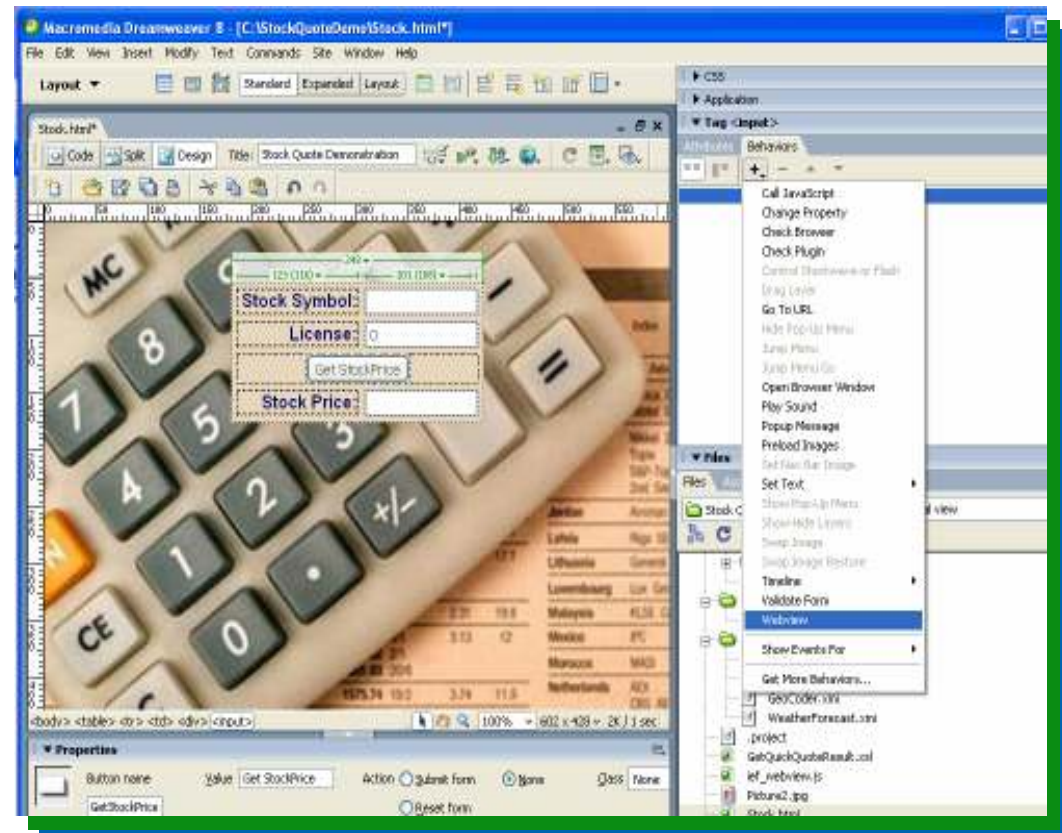 Macromedia Dreamweaver 8 - [C:\StockQuoteDemo\Stock.html*]
File Edit View Insert Modify Text Commands Site Window Help
Layout Standard Expanded Layout
CSS
Application
Tag <input>
Stock.html*
Attributes Behaviors
Code Split Design Title: Stock Quote Demonstration
Call JavaScript
Change Property
Check Browser
Check Plugin
Control Shockwave or Flash
Drag Layer
Go To URL
Hide Pop-Up Menu
Jump Menu
Jump Menu Go
Open Browser Window
Play Sound
Popup Message
Preload Images
Set Nav Bar Image
Set Text
Show Pop-Up Menu
Show-Hide Layers
Swap Image
Swap Image Restore
Timeline
Validate Form
Webview
Show Events For
Get More Behaviors...
Stock Symbol:
License: 0
Get StockPrice
Stock Price:
MC
8
7
5
3
4
2
+/-
1
0
CE
N
=
Index
Jordan
Latvia
Lithuania
Luxembourg
Malaysia
Mexico
Morocco
Netherlands
Files
Files
Stock
view
GeoCoder.xml
WeatherForecast.xml
.project
GetQuickQuoteResult.xsl
ief_webview.js
Picture2.jpg
Stock.html
<body> <table> <tr> <td> <div> <input> 100% 602 x 428 2K / 1 sec
Properties
Button name Value Get StockPrice Action Submit form None Class None
GetStockPrice Reset form